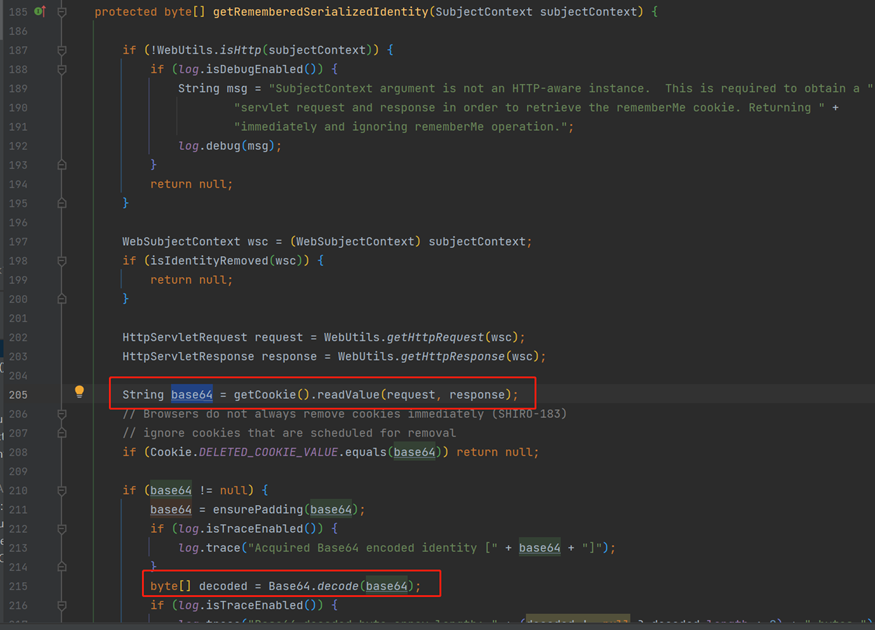 185 protected byte[] getRememberedSerializedIdentity(SubjectContext subjectContext) {
186
187 if (!WebUtils.isHttp(subjectContext)) {
188 if (log.isDebugEnabled()) {
189 String msg = "SubjectContext argument is not an HTTP-aware instance.  This is required to obtain a "
190 "servlet request and response in order to retrieve the rememberMe cookie. Returning " +
191 "immediately and ignoring rememberMe operation.";
192 log.debug(msg);
193 }
194 return null;
195 }
196
197 WebSubjectContext wsc = (WebSubjectContext) subjectContext;
198 if (isIdentityRemoved(wsc)) {
199 return null;
200 }
201
202 HttpServletRequest request = WebUtils.getHttpRequest(wsc);
203 HttpServletResponse response = WebUtils.getHttpResponse(wsc);
204
205 String base64 = getCookie().readValue(request, response);
206 // Browsers do not always remove cookies immediately (SHIRO-183)
207 // ignore cookies that are scheduled for removal
208 if (Cookie.DELETED_COOKIE_VALUE.equals(base64)) return null;
209
210 if (base64 != null) {
211 base64 = ensurePadding(base64);
212 if (log.isTraceEnabled()) {
213 log.trace("Acquired Base64 encoded identity [" + base64 + "]");
214 }
215 byte[] decoded = Base64.decode(base64);
216 if (log.isTraceEnabled()) {